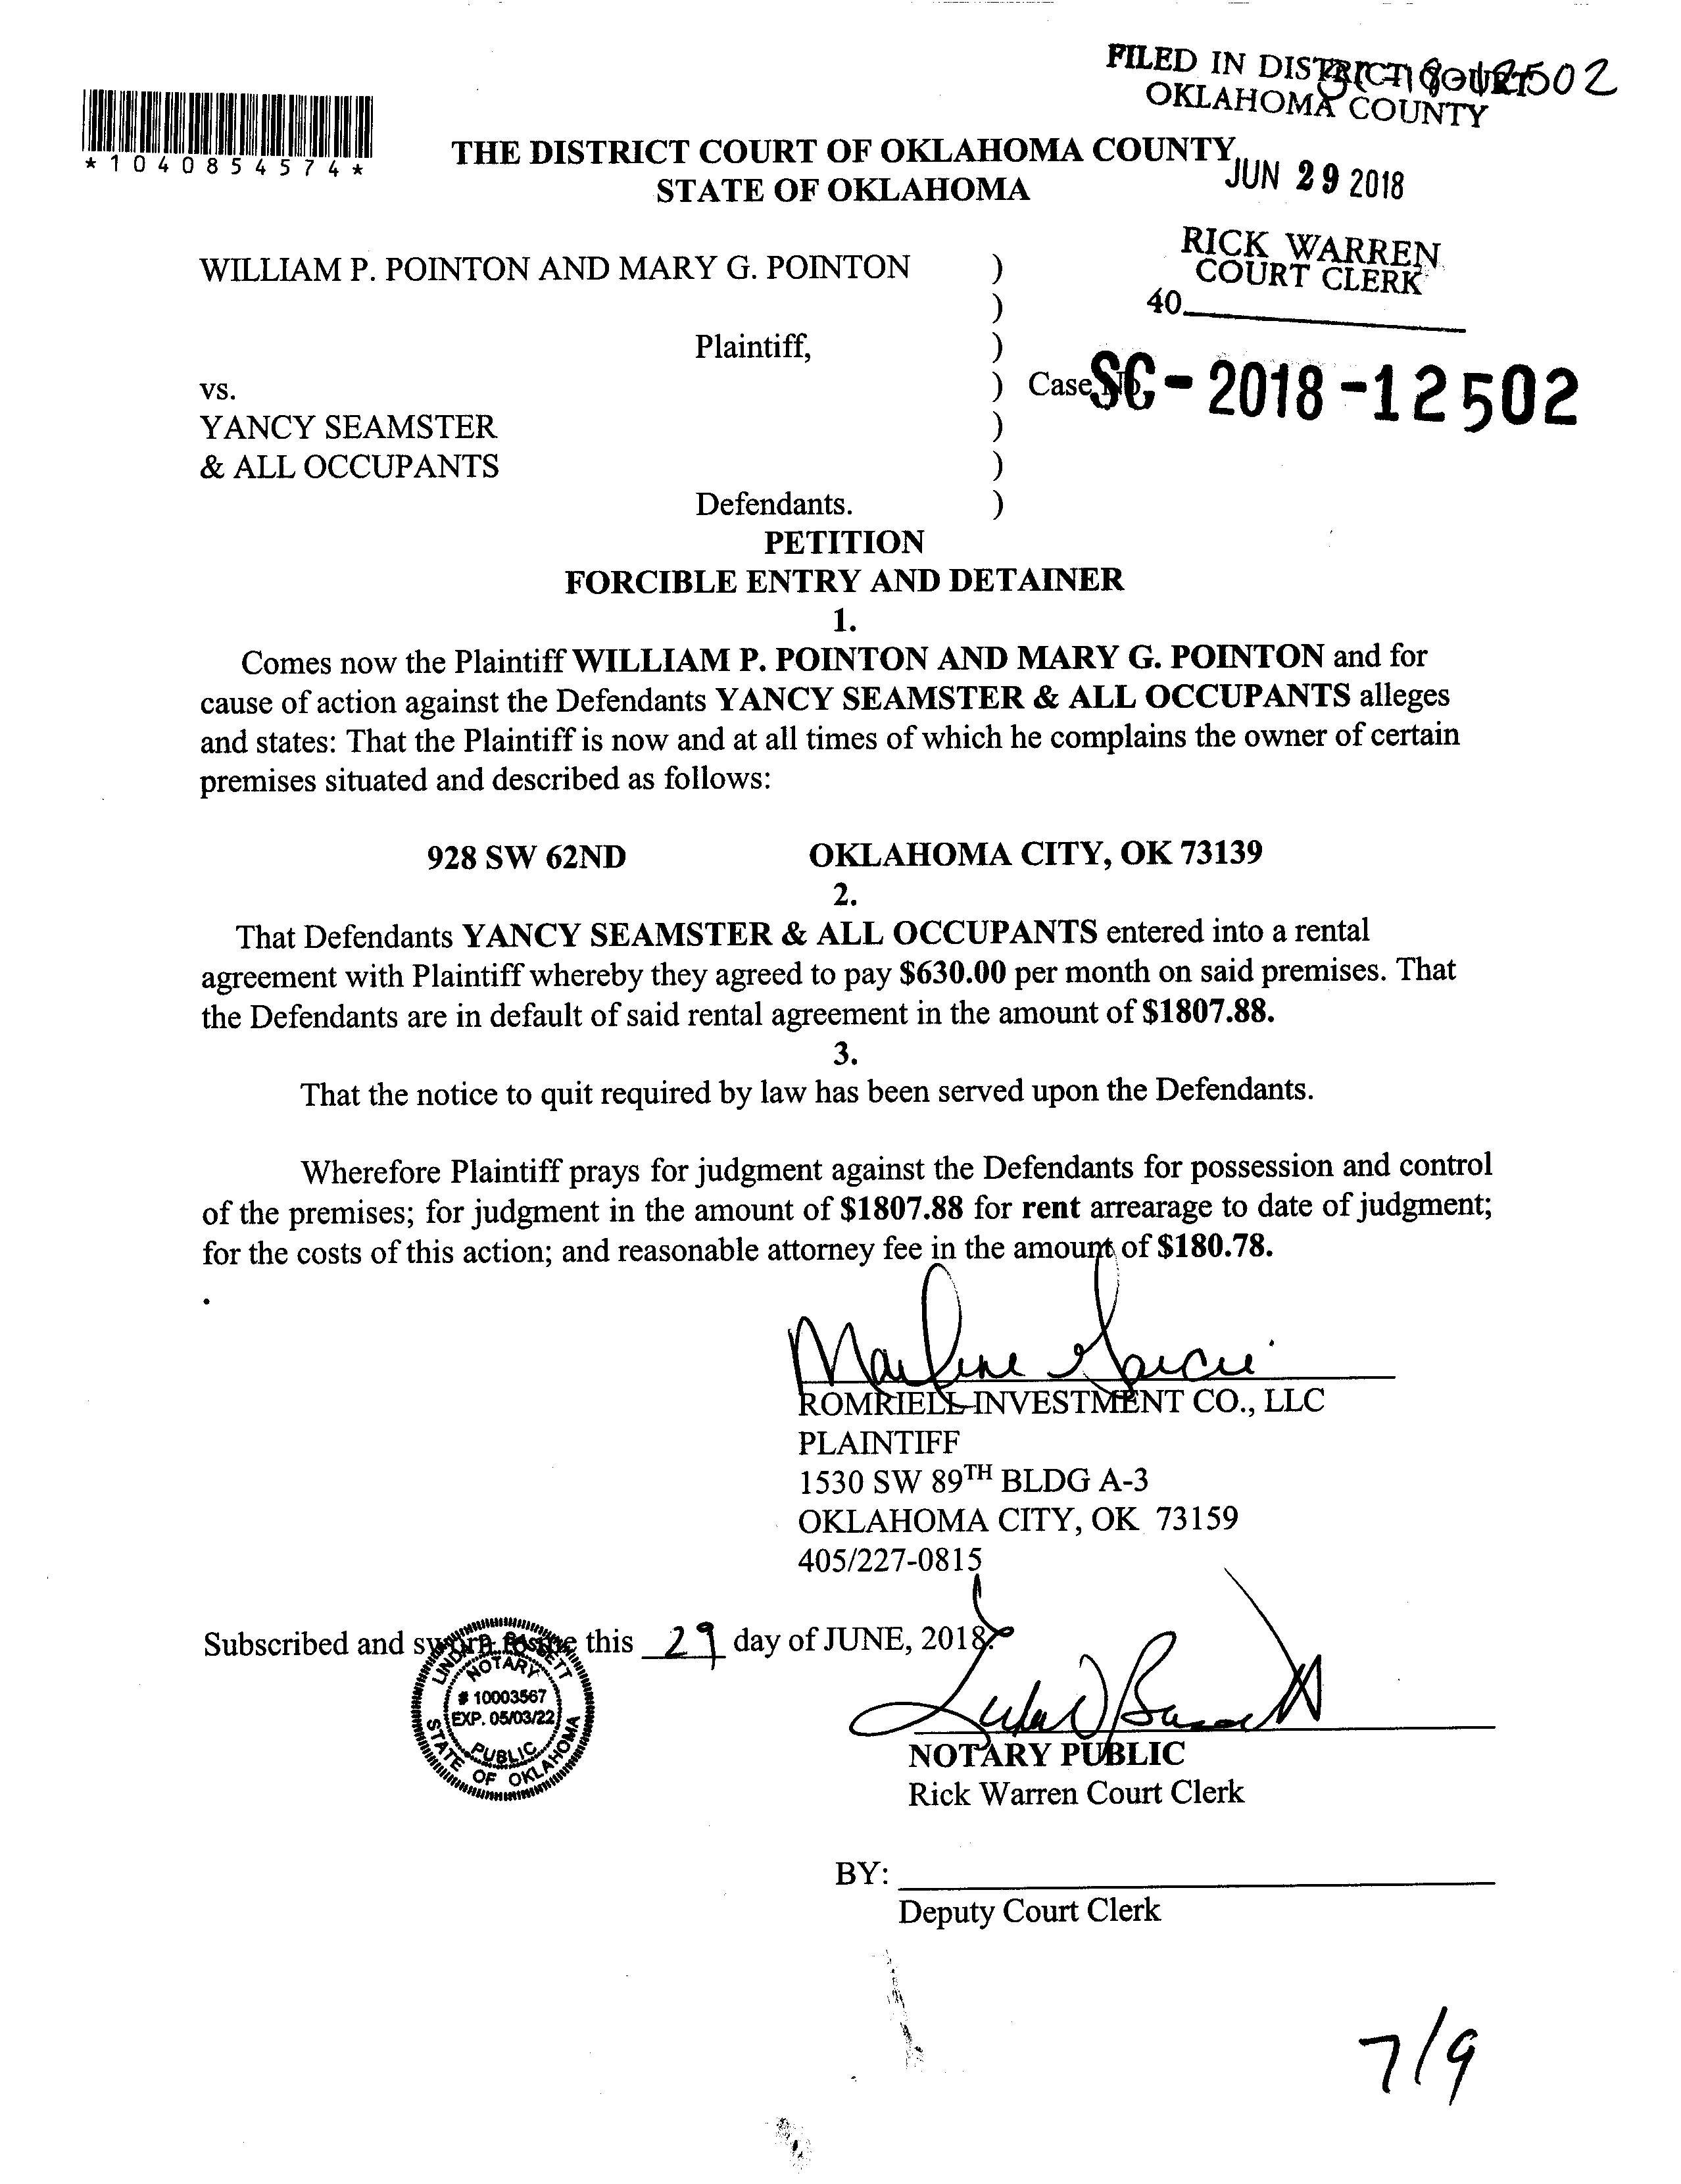 FILED IN DISTRICT COURT
OKLAHOMA COUNTY
*1040854574*
THE DISTRICT COURT OF OKLAHOMA COUNTY
STATE OF OKLAHOMA
JUN 29 2018
RICK WARREN
COURT CLERK
40
WILLIAM P. POINTON AND MARY G. POINTON )
)
Plaintiff, )
vs. ) Case No. SC-2018-12502
YANCY SEAMSTER )
& ALL OCCUPANTS )
Defendants. )
PETITION
FORCIBLE ENTRY AND DETAINER
1.
Comes now the Plaintiff WILLIAM P. POINTON AND MARY G. POINTON and for
cause of action against the Defendants YANCY SEAMSTER & ALL OCCUPANTS alleges
and states: That the Plaintiff is now and at all times of which he complains the owner of certain
premises situated and described as follows:
928 SW 62ND OKLAHOMA CITY, OK 73139
2.
That Defendants YANCY SEAMSTER & ALL OCCUPANTS entered into a rental
agreement with Plaintiff whereby they agreed to pay $630.00 per month on said premises. That
the Defendants are in default of said rental agreement in the amount of $1807.88.
3.
That the notice to quit required by law has been served upon the Defendants.
Wherefore Plaintiff prays for judgment against the Defendants for possession and control
of the premises; for judgment in the amount of $1807.88 for rent arrearage to date of judgment;
for the costs of this action; and reasonable attorney fee in the amount of $180.78.
.
Marlene Garcia
ROMRIELL INVESTMENT CO., LLC
PLAINTIFF
1530 SW 89TH BLDG A-3
OKLAHOMA CITY, OK 73159
405/227-0815
Subscribed and sworn to me this 29 day of JUNE, 2018.
LINDA D BASSETT
NOTARY
# 10003567
EXP. 05/03/22
PUBLIC
STATE OF OKLAHOMA
Linda D Bassett
NOTARY PUBLIC
Rick Warren Court Clerk
BY:
Deputy Court Clerk
7/9